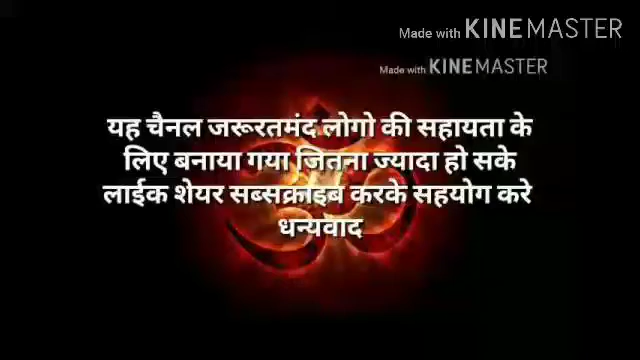 Made with KINEMASTER
Made with KINEMASTER
यह चैनल जरूरतमंद लोगो की सहायता के
लिए बनाया गया जितना ज्यादा हो सके
लाईक शेयर सब्सक्राइब करके सहयोग करे
धन्यवाद